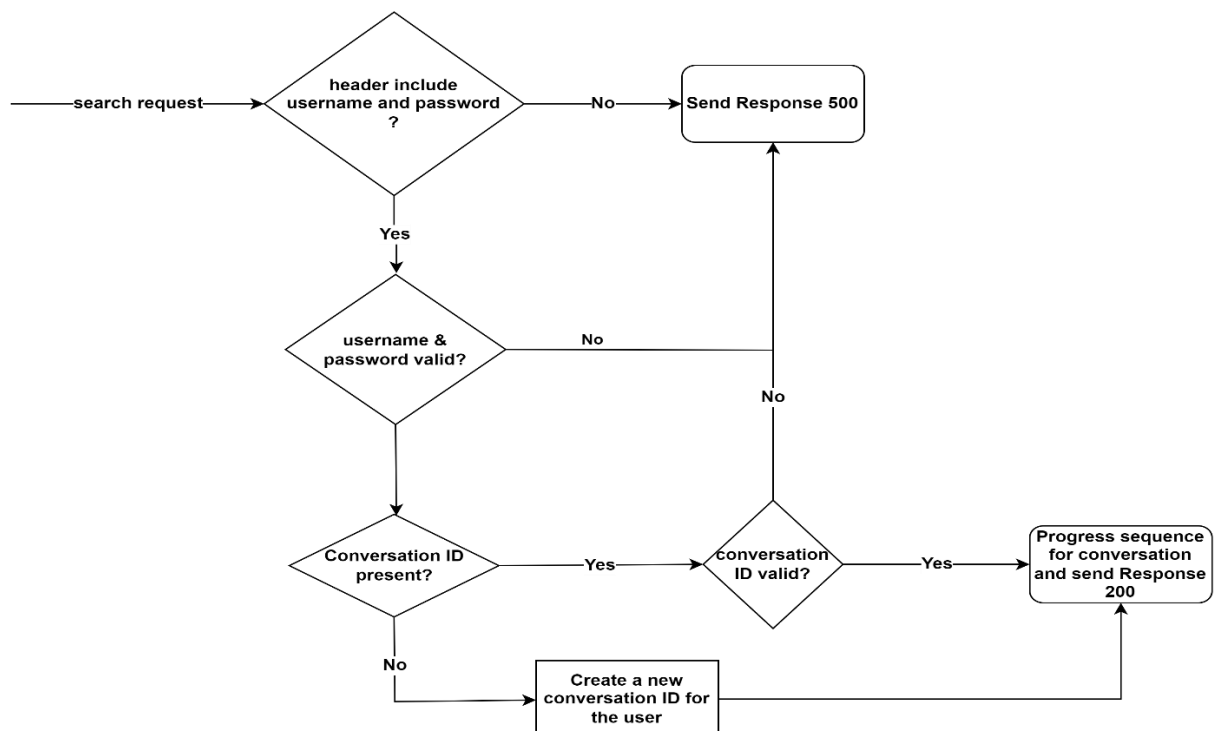 header include
username and password
?
search request
No
Send Response 500
Yes
username &
password valid?
No
No
Conversation ID
present?
Yes
conversation
ID valid?
Yes
Progress sequence
for conversation
and send Response
200
No
Create a new
conversation ID for
the user